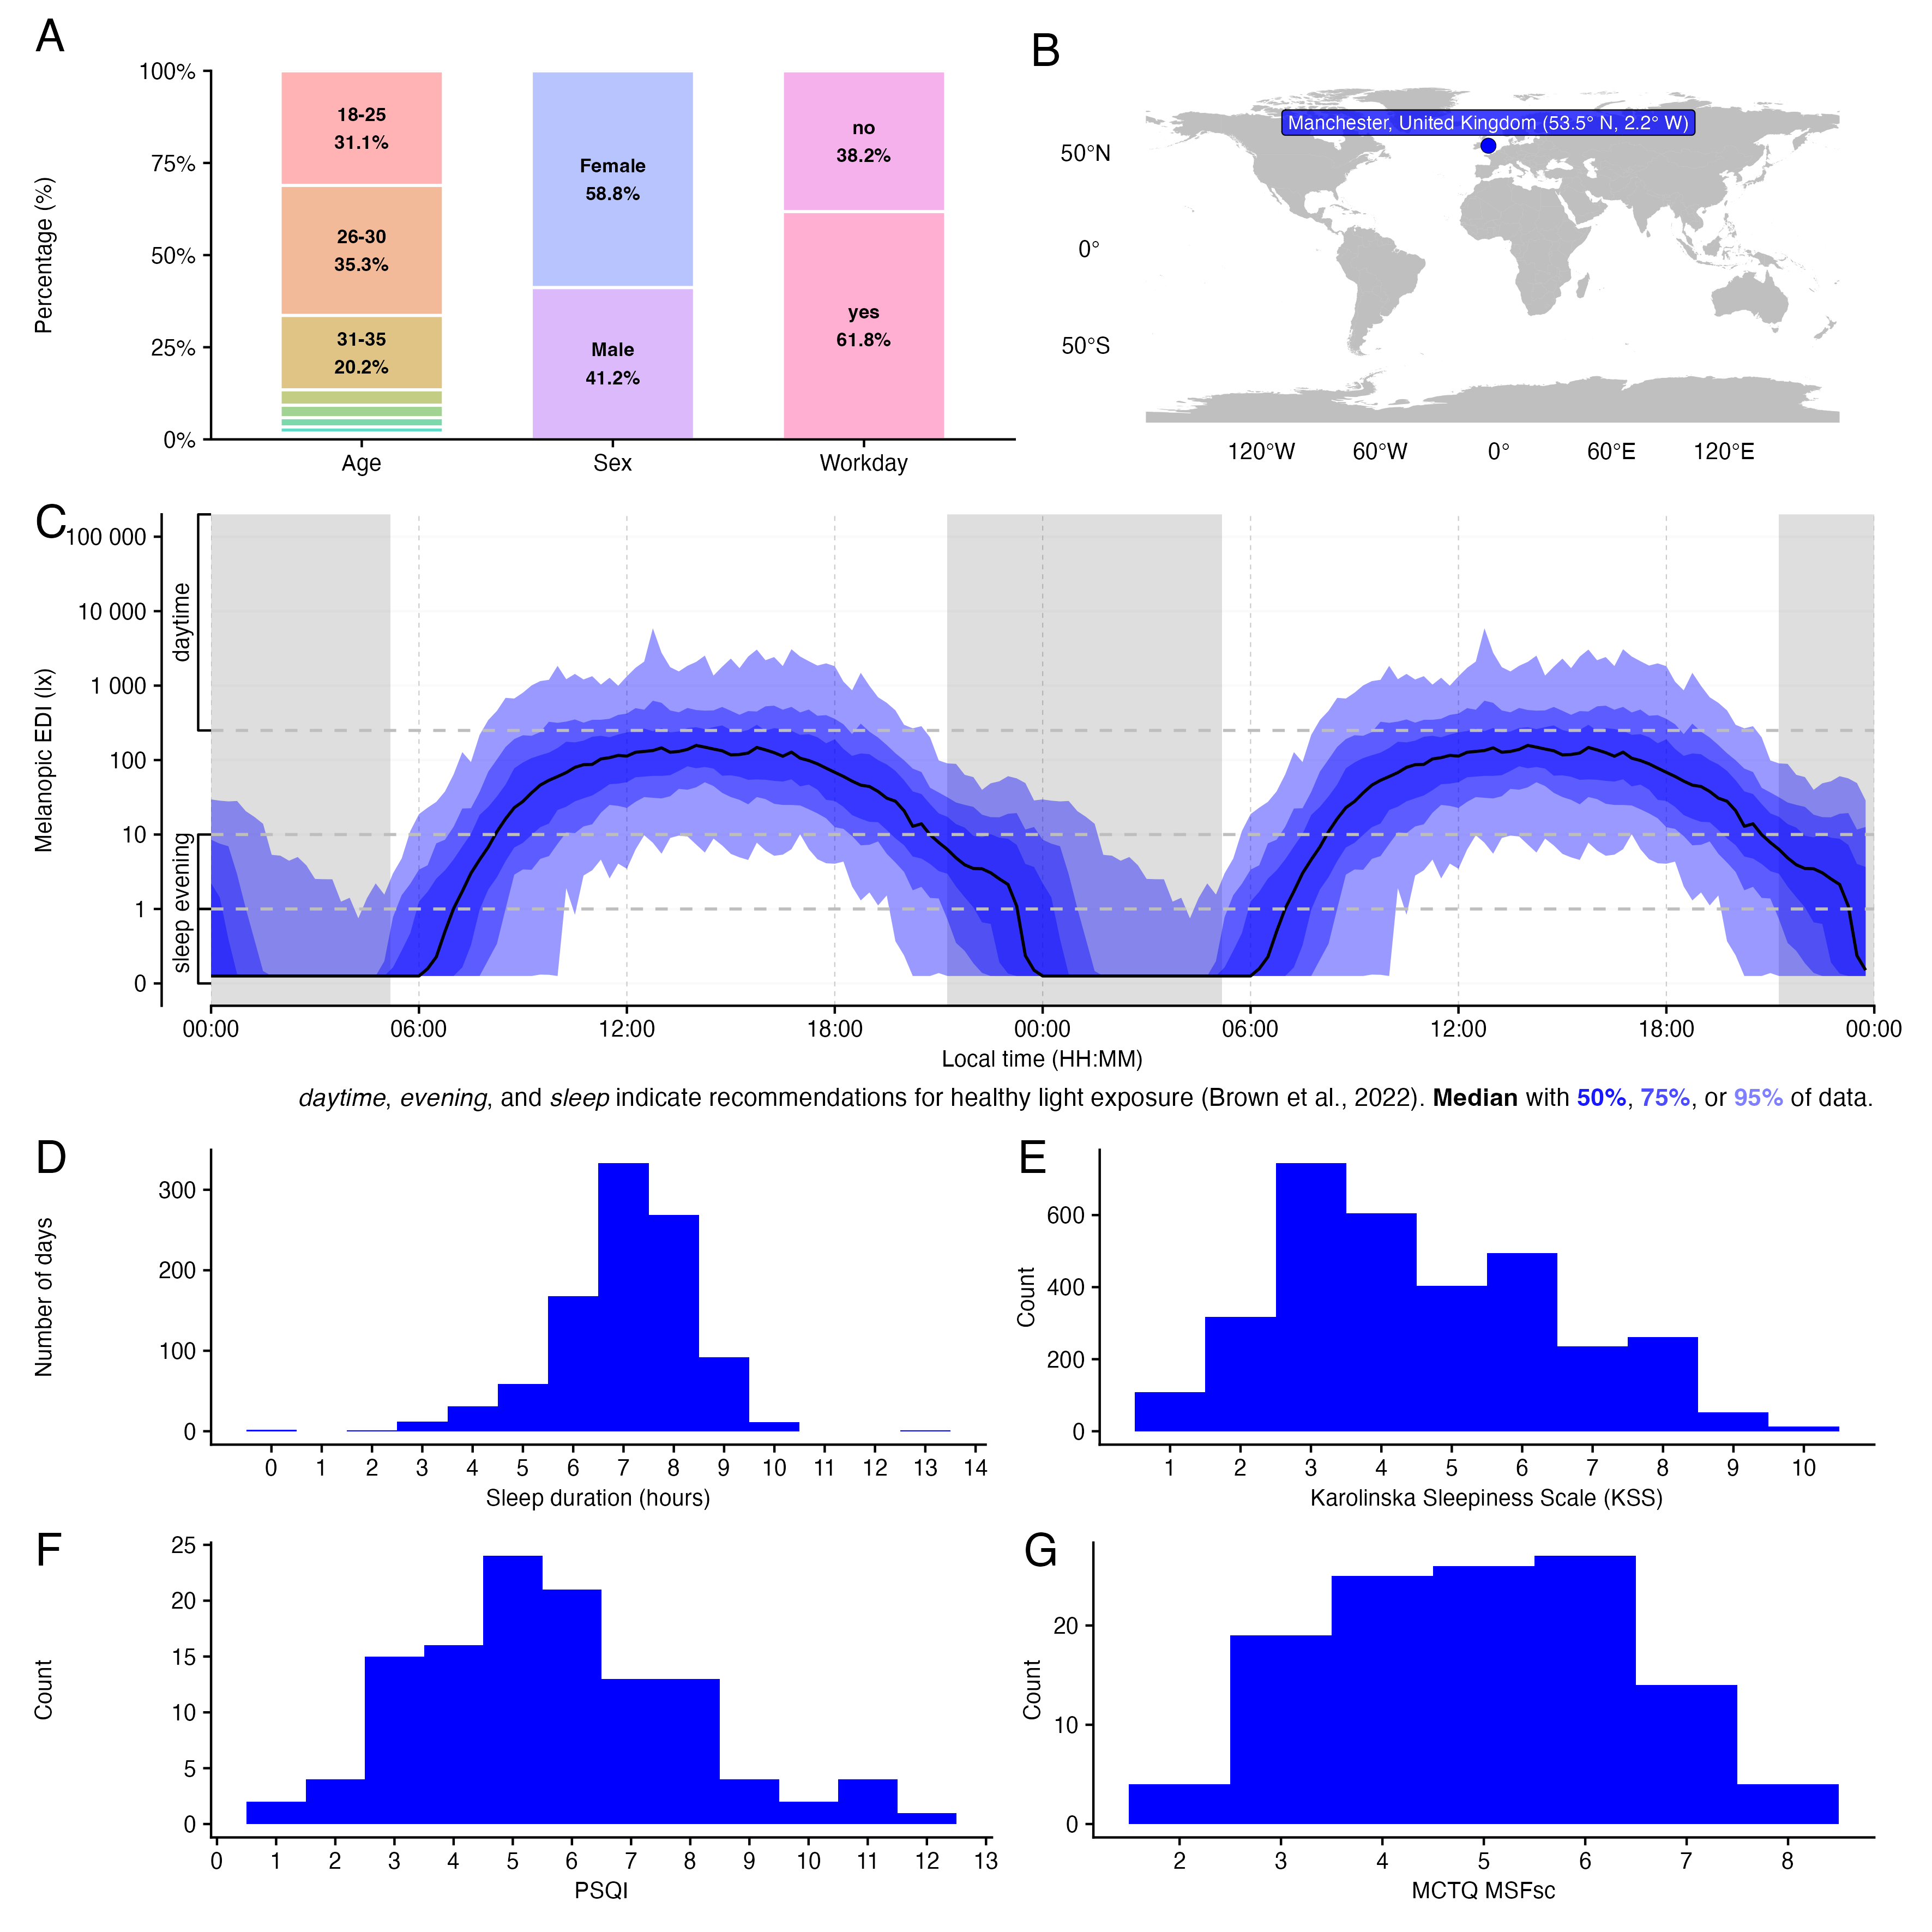 A
Percentage (%)
100%
75%
50%
25%
0%
18-25
31.1%
26-30
35.3%
31-35
20.2%
Female
58.8%
Male
41.2%
no
38.2%
yes
61.8%
Age
Sex
Workday
B
Manchester, United Kingdom (53.5° N, 2.2° W)
50°N
0°
50°S
120°W
60°W
0°
60°E
120°E
C
Melanopic EDI (lx)
100 000
10 000
1 000
100
10
1
0
daytime
evening
sleep
00:00
06:00
12:00
18:00
00:00
06:00
12:00
18:00
00:00
Local time (HH:MM)
daytime, evening, and sleep indicate recommendations for healthy light exposure (Brown et al., 2022). Median with 50%, 75%, or 95% of data.
D
Number of days
300
200
100
0
0 1 2 3 4 5 6 7 8 9 10 11 12 13 14
Sleep duration (hours)
E
Count
600
400
200
0
1 2 3 4 5 6 7 8 9 10
Karolinska Sleepiness Scale (KSS)
F
Count
25
20
15
10
5
0
0 1 2 3 4 5 6 7 8 9 10 11 12 13
PSQI
G
Count
20
10
0
2 3 4 5 6 7 8
MCTQ MSFsc